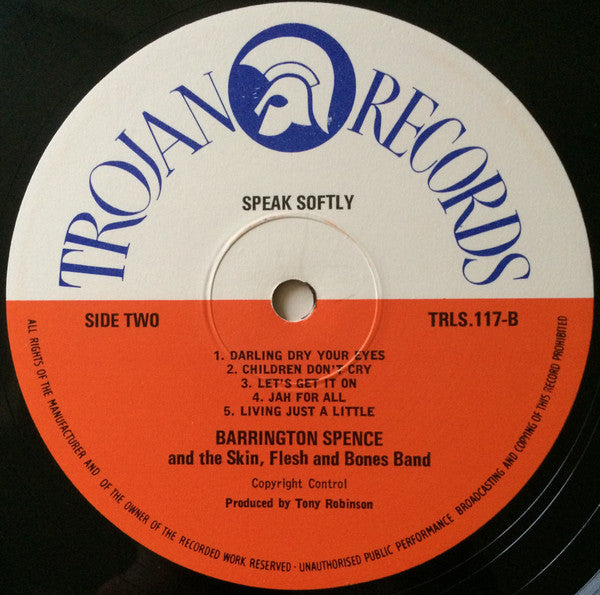 TROJAN RECORDS
SPEAK SOFTLY
SIDE TWO
TRLS.117-B
1. DARLING DRY YOUR EYES
2. CHILDREN DON'T CRY
3. LET'S GET IT ON
4. JAH FOR ALL
5. LIVING JUST A LITTLE
BARRINGTON SPENCE
and the Skin, Flesh and Bones Band
Copyright Control
Produced by Tony Robinson
ALL RIGHTS OF THE MANUFACTURER AND OF THE OWNER OF THE RECORDED WORK RESERVED · UNAUTHORISED PUBLIC PERFORMANCE BROADCASTING AND COPYING OF THIS RECORD PROHIBITED